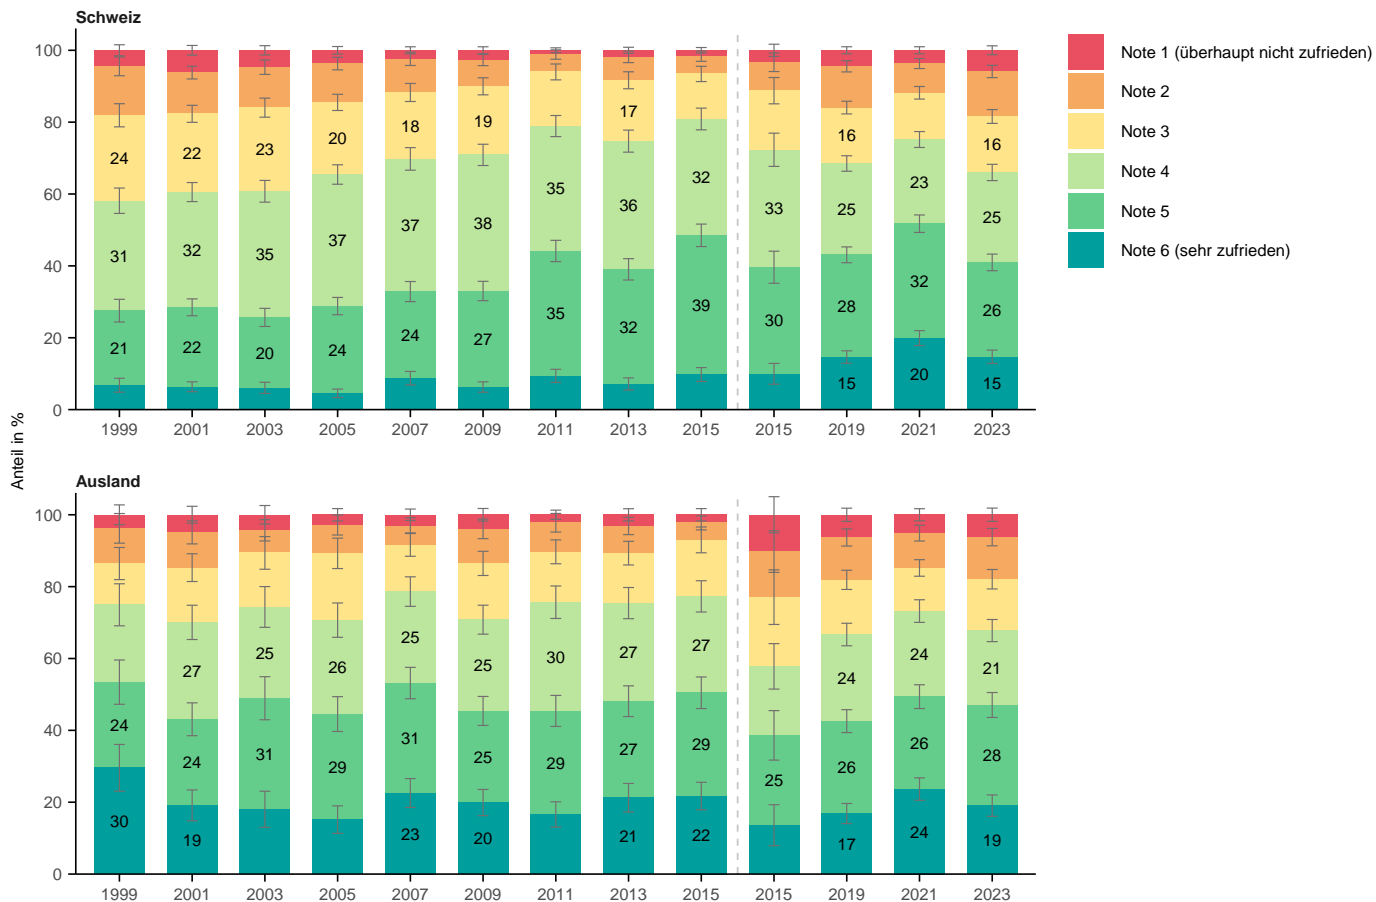 Schweiz
100
80
60
40
20
0
24 22 23 20 18 19 17 16 16
31 32 35 37 37 38 35 36 32 33 25 23 25
21 22 20 24 24 27 35 32 39 30 28 32 26
15 20 15
1999 2001 2003 2005 2007 2009 2011 2013 2015 2015 2019 2021 2023
Note 1 (überhaupt nicht zufrieden)
Note 2
Note 3
Note 4
Note 5
Note 6 (sehr zufrieden)
Anteil in %
Ausland
100
80
60
40
20
0
27 25 26 25 25 30 27 27 24 24 21
24 24 31 29 31 25 29 27 29 25 26 26 28
30 19 23 20 21 22 17 24 19
1999 2001 2003 2005 2007 2009 2011 2013 2015 2015 2019 2021 2023